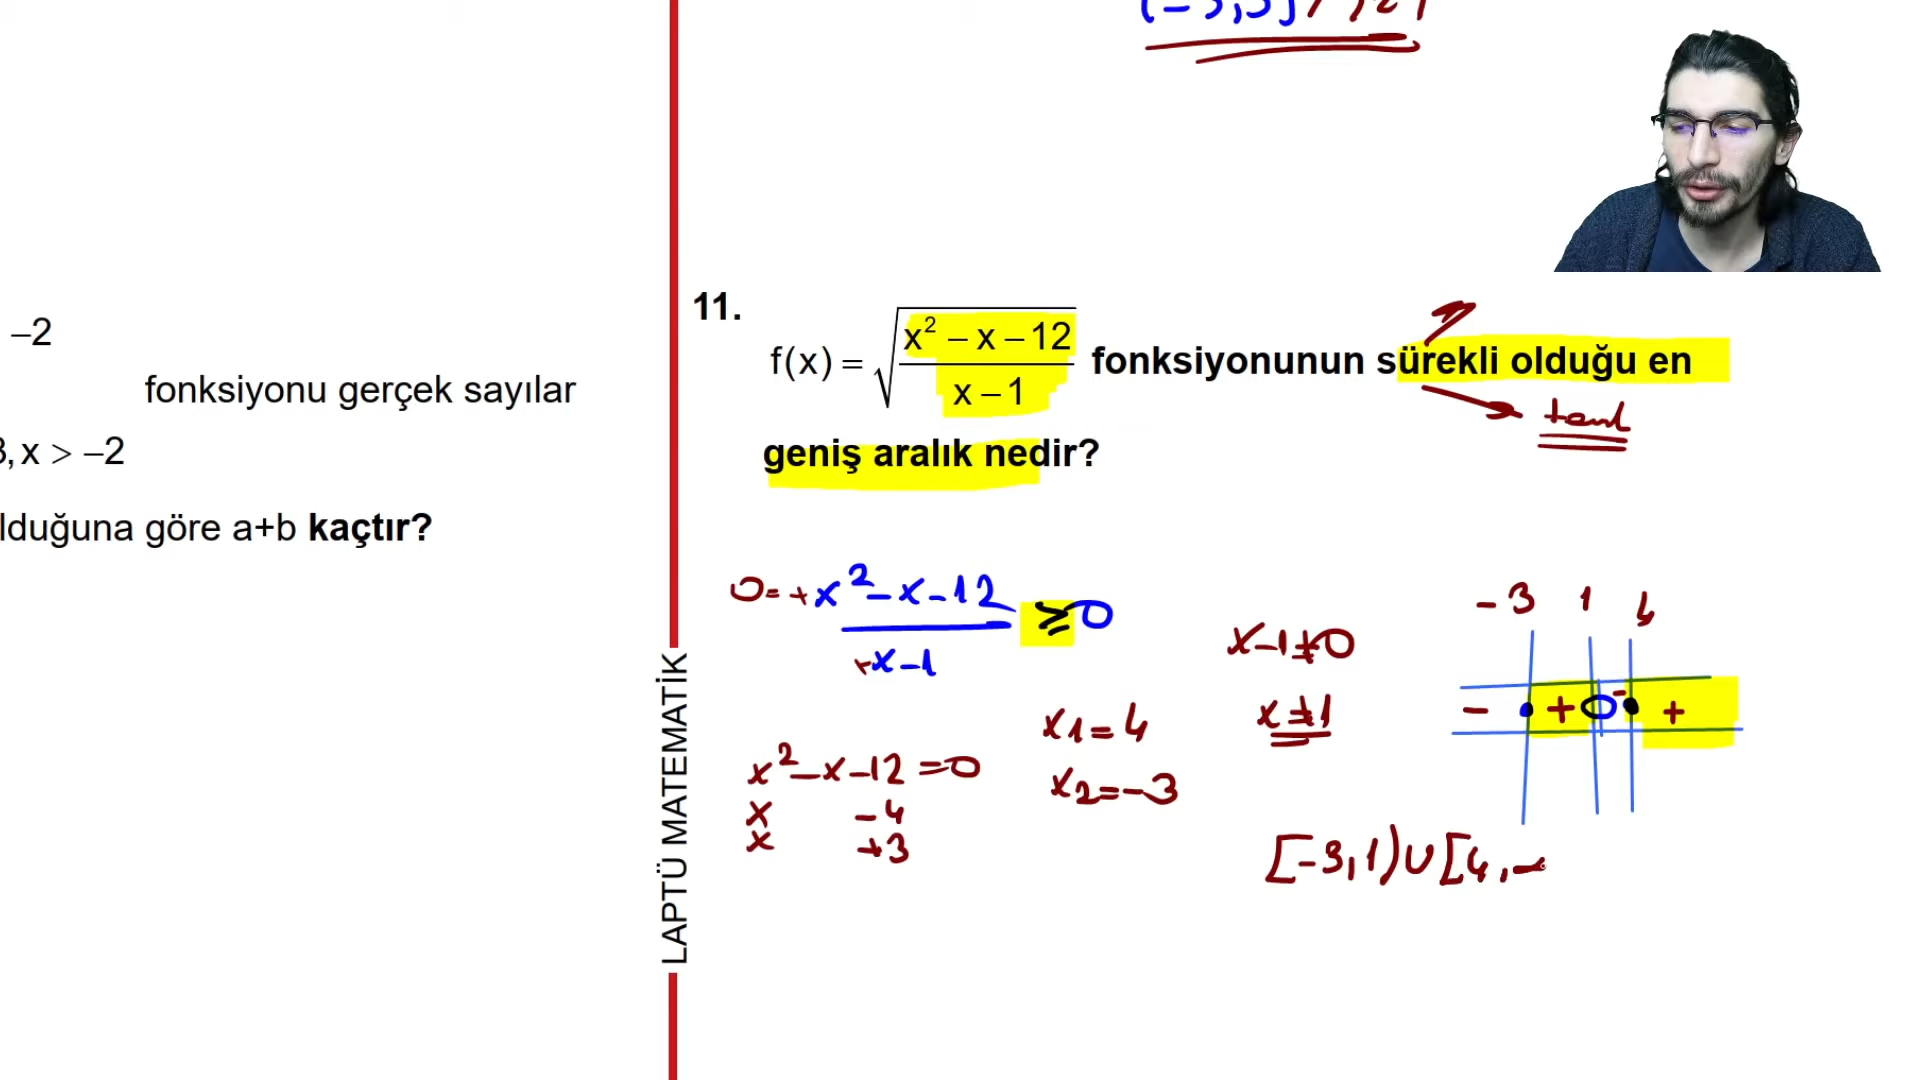 –2
fonksiyonu gerçek sayılar
,x > –2
lduğuna göre a+b kaçtır?
LAPTÜ MATEMATİK
11.
f(x) = √((x² – x – 12)/(x – 1)) fonksiyonunun sürekli olduğu en
geniş aralık nedir?
0= +x²-x-12 ≥0
+x-1
x²-x-12=0
x -4
x +3
x1=4
x2=-3
x-1≠0
x≠1
-3 1 4
- + 0 - +
[-3,1)∪[4,